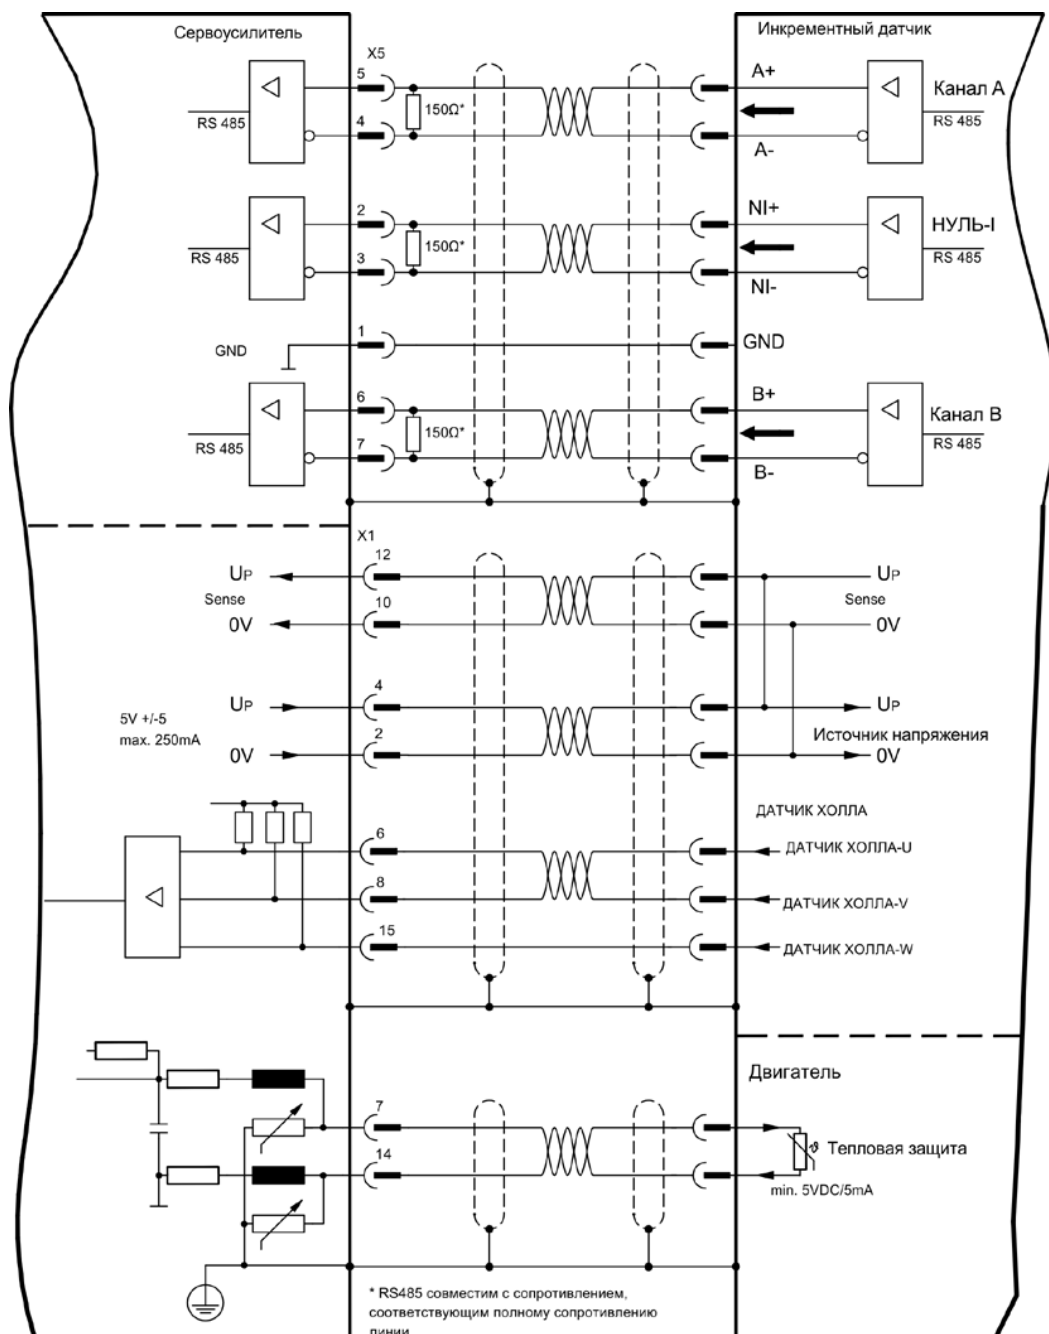 Сервоусилитель
Инкрементный датчик
X5
5
A+
Канал A
RS 485
150Ω*
RS 485
4
A-
2
NI+
НУЛЬ-I
RS 485
150Ω*
RS 485
3
NI-
1
GND
GND
6
B+
Канал B
RS 485
150Ω*
RS 485
7
B-
X1
12
UP
UP
Sense
10
Sense
0V
0V
4
UP
UP
5V +/-5
max. 250mA
2
Источник напряжения
0V
0V
ДАТЧИК ХОЛЛА
6
ДАТЧИК ХОЛЛА-U
8
ДАТЧИК ХОЛЛА-V
15
ДАТЧИК ХОЛЛА-W
Двигатель
7
ϑ Тепловая защита
14
min. 5VDC/5mA
* RS485 совместим с сопротивлением,
соответствующим полному сопротивлению
линии